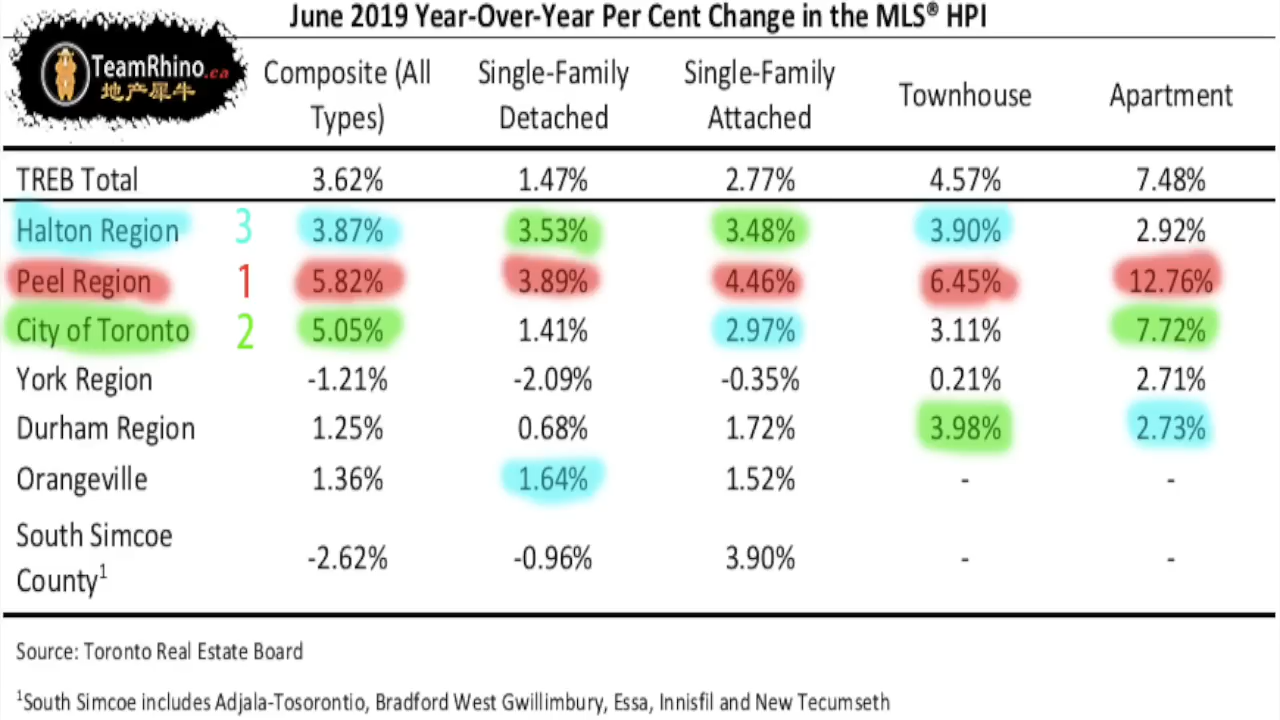 June 2019 Year-Over-Year Per Cent Change in the MLS® HPI
TeamRhino.ca
地产犀牛
Composite (All Types) Single-Family Detached Single-Family Attached Townhouse Apartment
TREB Total 3.62% 1.47% 2.77% 4.57% 7.48%
Halton Region 3 3.87% 3.53% 3.48% 3.90% 2.92%
Peel Region 1 5.82% 3.89% 4.46% 6.45% 12.76%
City of Toronto 2 5.05% 1.41% 2.97% 3.11% 7.72%
York Region -1.21% -2.09% -0.35% 0.21% 2.71%
Durham Region 1.25% 0.68% 1.72% 3.98% 2.73%
Orangeville 1.36% 1.64% 1.52% - -
South Simcoe County¹ -2.62% -0.96% 3.90% - -
Source: Toronto Real Estate Board
¹South Simcoe includes Adjala-Tosorontio, Bradford West Gwillimbury, Essa, Innisfil and New Tecumseth